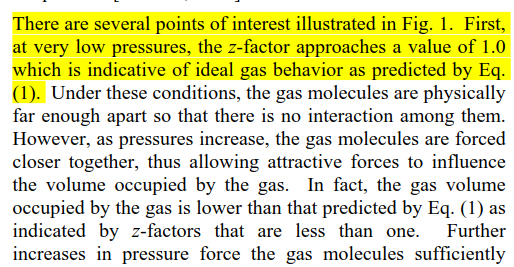 There are several points of interest illustrated in Fig. 1. First,
at very low pressures, the z-factor approaches a value of 1.0
which is indicative of ideal gas behavior as predicted by Eq.
(1). Under these conditions, the gas molecules are physically
far enough apart so that there is no interaction among them.
However, as pressures increase, the gas molecules are forced
closer together, thus allowing attractive forces to influence
the volume occupied by the gas. In fact, the gas volume
occupied by the gas is lower than that predicted by Eq. (1) as
indicated by z-factors that are less than one. Further
increases in pressure force the gas molecules sufficiently